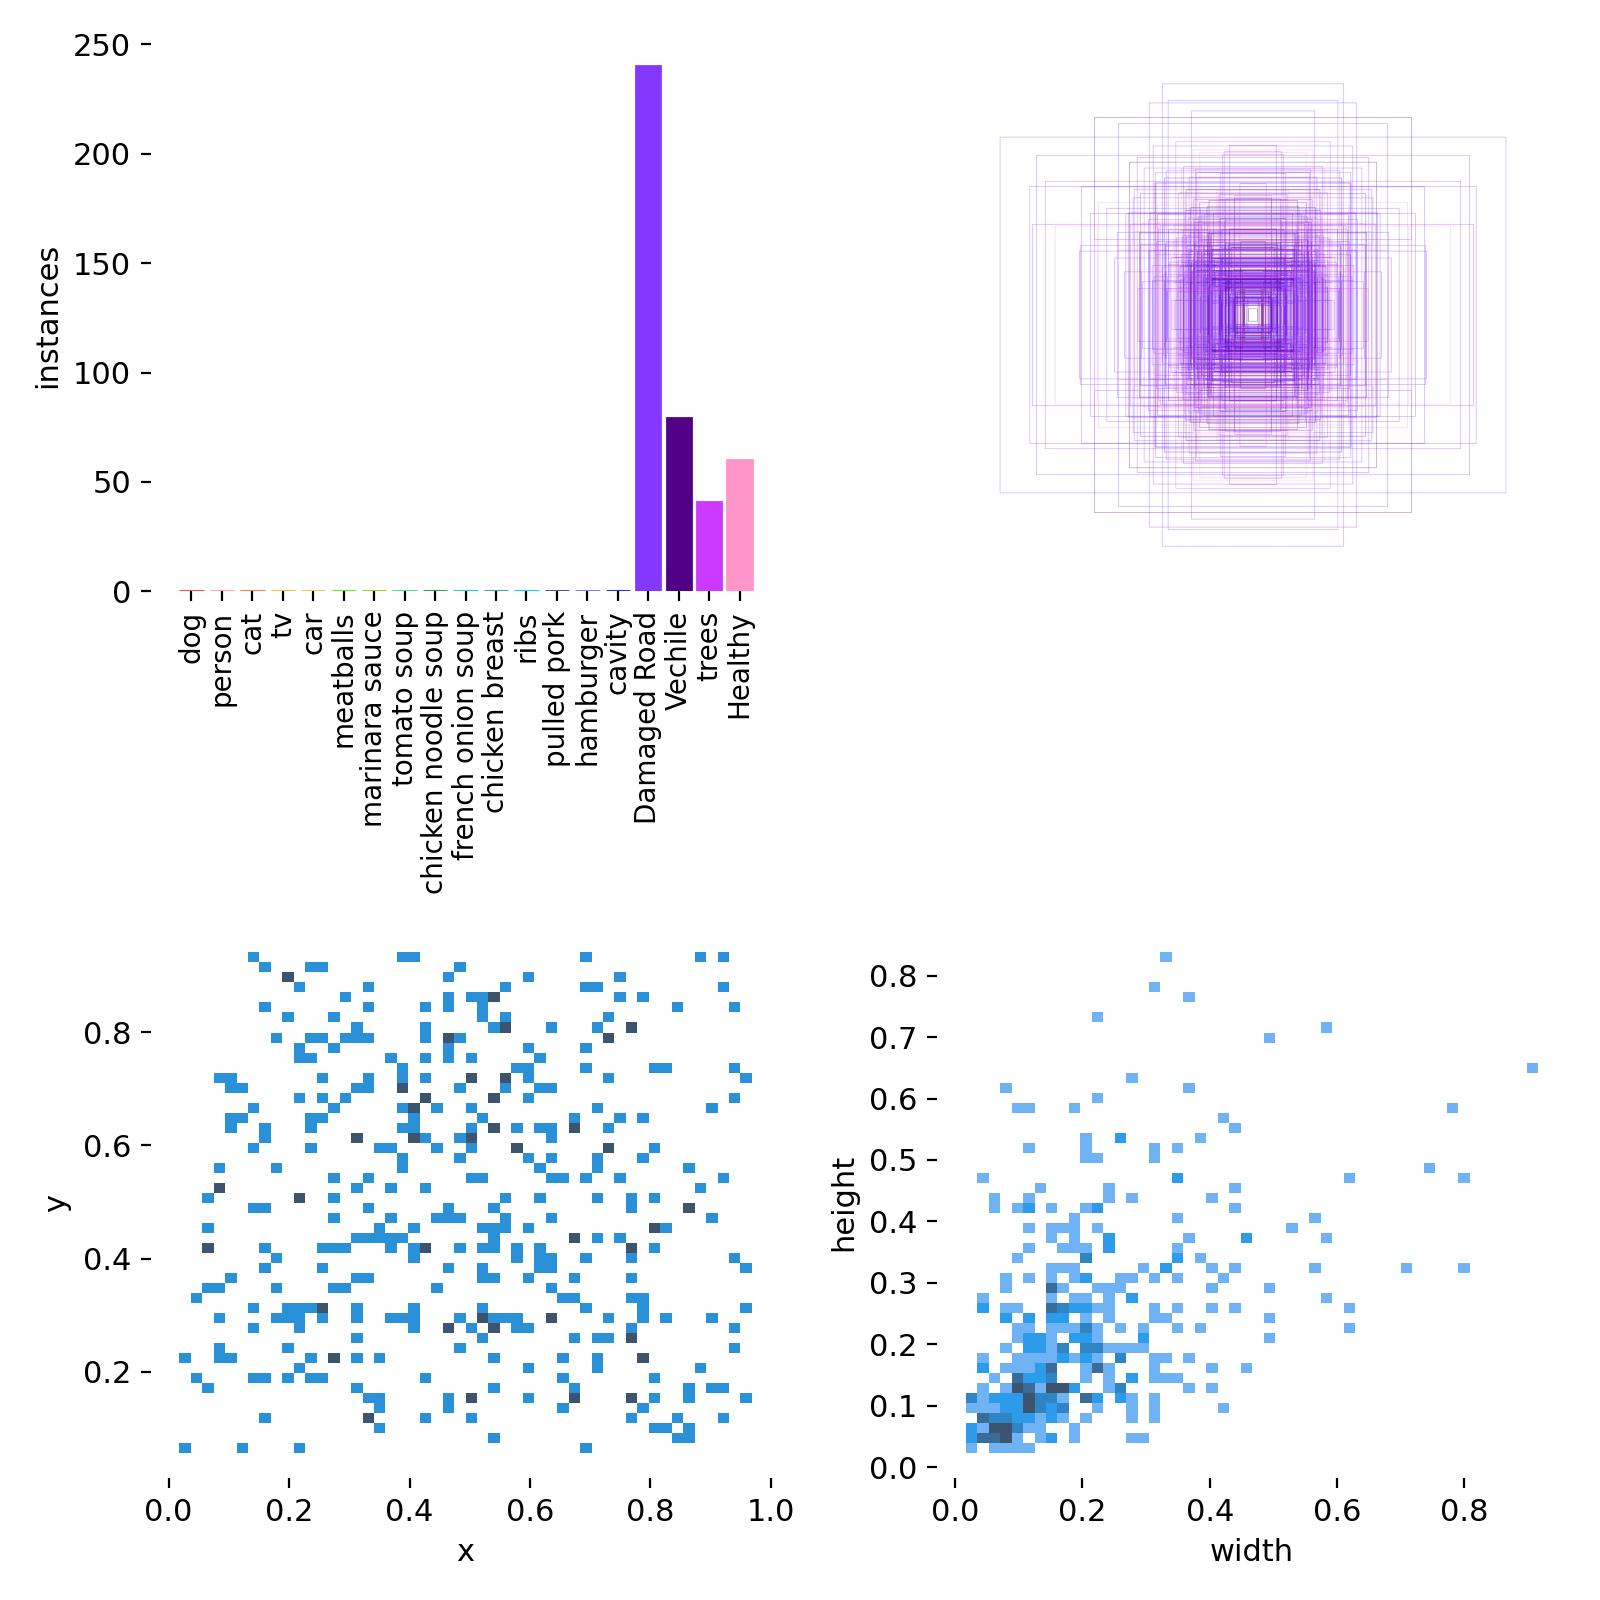 250
200
150
100
50
0
instances
dog
person
cat
tv
car
meatballs
marinara sauce
tomato soup
chicken noodle soup
french onion soup
chicken breast
ribs
pulled pork
hamburger
cavity
Damaged Road
Vechile
trees
Healthy
0.8
0.6
0.4
0.2
y
0.0 0.2 0.4 0.6 0.8 1.0
x
0.8
0.7
0.6
0.5
0.4
0.3
0.2
0.1
0.0
height
0.0 0.2 0.4 0.6 0.8
width